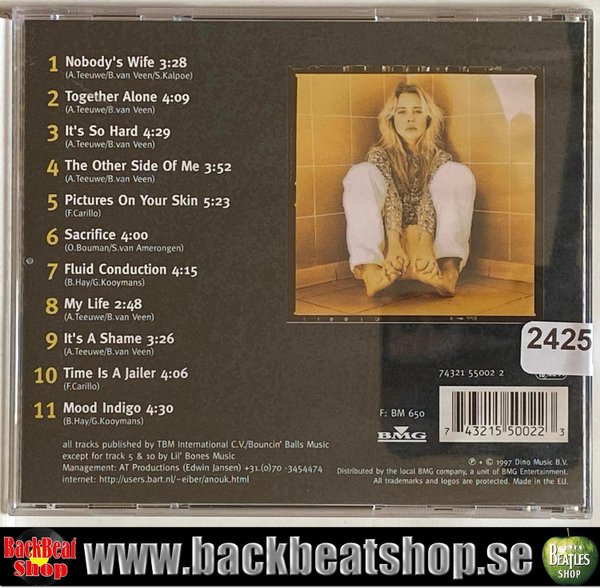 1 Nobody's Wife 3:28
(A.Teeuwe/B.van Veen/S.Kalpoe)
2 Together Alone 4:09
(A.Teeuwe/B.van Veen)
3 It's So Hard 4:29
(A.Teeuwe/B.van Veen)
4 The Other Side Of Me 3:52
(A.Teeuwe/B.van Veen)
5 Pictures On Your Skin 5:23
(F.Carillo)
6 Sacrifice 4:00
(O.Bouman/S.van Amerongen)
7 Fluid Conduction 4:15
(B.Hay/G.Kooymans)
8 My Life 2:48
(A.Teeuwe/B.van Veen)
9 It's A Shame 3:26
(A.Teeuwe/B.van Veen)
10 Time Is A Jailer 4:06
(F.Carillo)
11 Mood Indigo 4:30
(B.Hay/G.Kooymans)
all tracks published by TBM International C.V./Bouncin' Balls Music
except for track 5 & 10 by Lil' Bones Music
Management: AT Productions (Edwin Jansen) +31.(0)70 -3454474
internet: http/users.bart.nl/~eiber/anouk.html
2425
74321 55002 2
F: BM 650
BMG
7 43215 50022 3
℗ + © 1997 Dino Music B.V.
Distributed by the local BMG company, a unit of BMG Entertainment.
All trademarks and logos are protected. Made in the EU.
BackBeat
Shop
www.backbeatshop.se
BEATLES
SHOP